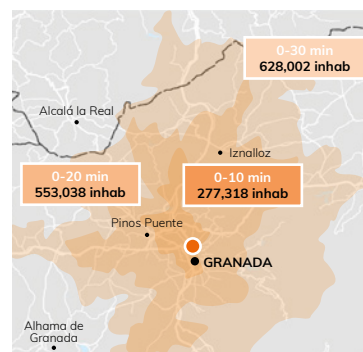 0-30 min
628,002 inhab
Alcalá la Real
Iznalloz
0-20 min
553,038 inhab
0-10 min
277,318 inhab
Pinos Puente
GRANADA
Alhama de
Granada